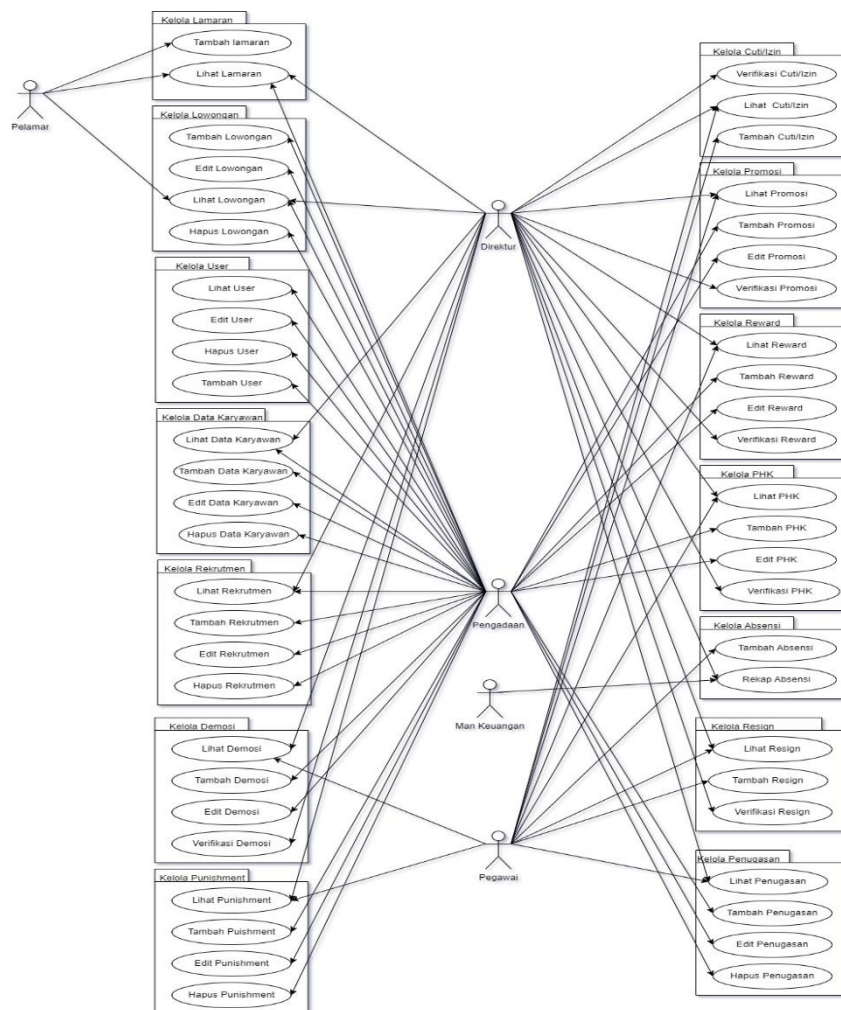 Kelola Lamaran
Tambah lamaran
Lihat Lamaran
Pelamar
Kelola Lowongan
Tambah Lowongan
Edit Lowongan
Lihat Lowongan
Hapus Lowongan
Kelola User
Lihat User
Edit User
Hapus User
Tambah User
Kelola Data Karyawan
Lihat Data Karyawan
Tambah Data Karyawan
Edit Data Karyawan
Hapus Data Karyawan
Kelola Rekrutmen
Lihat Rekrutmen
Tambah Rekrutmen
Edit Rekrutmen
Hapus Rekrutmen
Kelola Demosi
Lihat Demosi
Tambah Demosi
Edit Demosi
Verifikasi Demosi
Kelola Punishment
Lihat Punishment
Tambah Puishment
Edit Punishment
Hapus Punishment
Direktur
Pengadaan
Man Keuangan
Pegawai
Kelola Cuti/Izin
Verifikasi Cuti/Izin
Lihat Cuti/Izin
Tambah Cuti/Izin
Kelola Promosi
Lihat Promosi
Tambah Promosi
Edit Promosi
Verifikasi Promosi
Kelola Reward
Lihat Reward
Tambah Reward
Edit Reward
Verifikasi Reward
Kelola PHK
Lihat PHK
Tambah PHK
Edit PHK
Verifikasi PHK
Kelola Absensi
Tambah Absensi
Rekap Absensi
Kelola Resign
Lihat Resign
Tambah Resign
Verifikasi Resign
Kelola Penugasan
Lihat Penugasan
Tambah Penugasan
Edit Penugasan
Hapus Penugasan